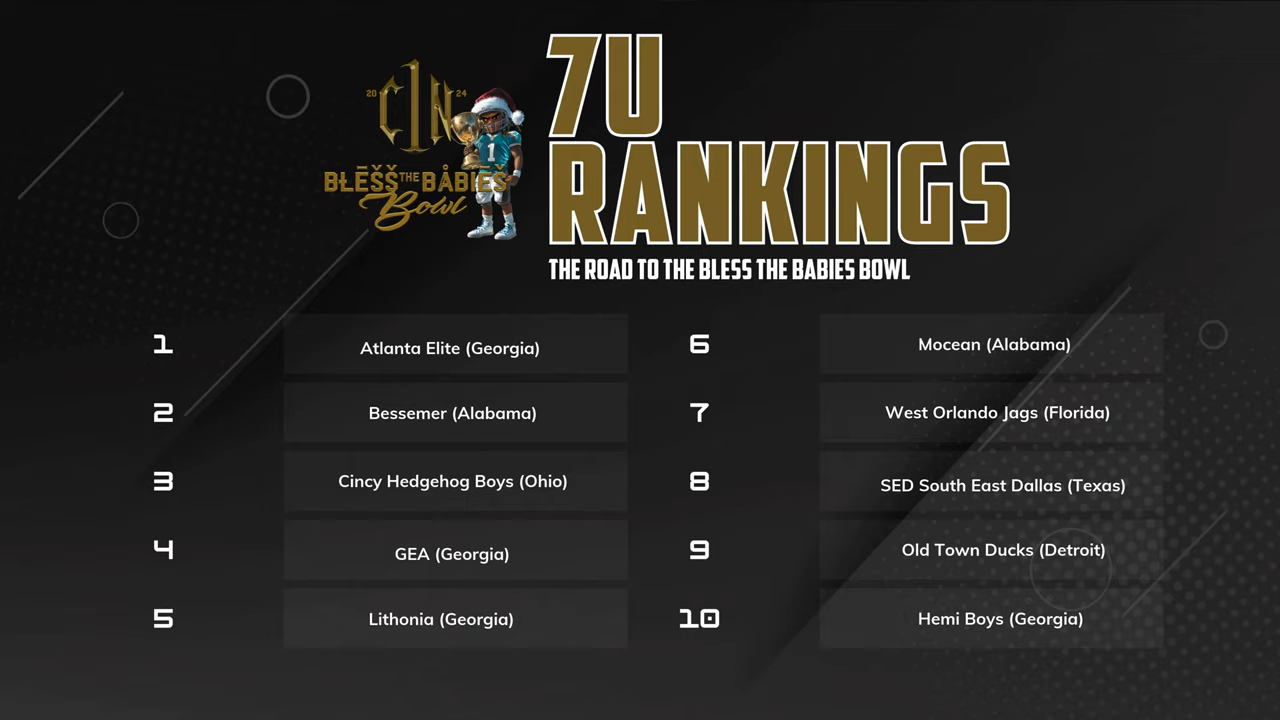 20 C1N 24
BŁĒŠŠ THE BÅBIĒŠ
Bowl
1
7U
RANKINGS
THE ROAD TO THE BLESS THE BABIES BOWL
1 Atlanta Elite (Georgia)
2 Bessemer (Alabama)
3 Cincy Hedgehog Boys (Ohio)
4 GEA (Georgia)
5 Lithonia (Georgia)
6 Mocean (Alabama)
7 West Orlando Jags (Florida)
8 SED South East Dallas (Texas)
9 Old Town Ducks (Detroit)
10 Hemi Boys (Georgia)